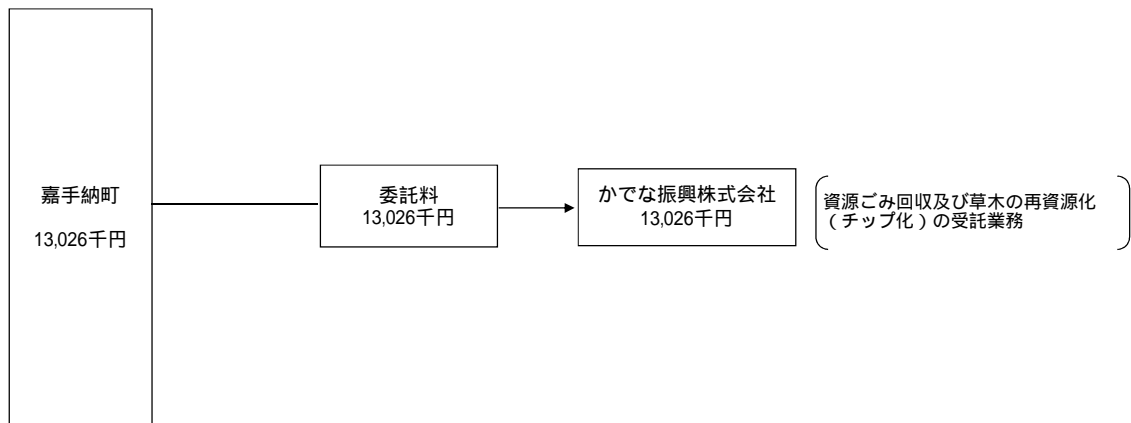 嘉手納町
13,026千円
委託料
13,026千円
かでな振興株式会社
13,026千円
資源ごみ回収及び草木の再資源化
(チップ化)の受託業務